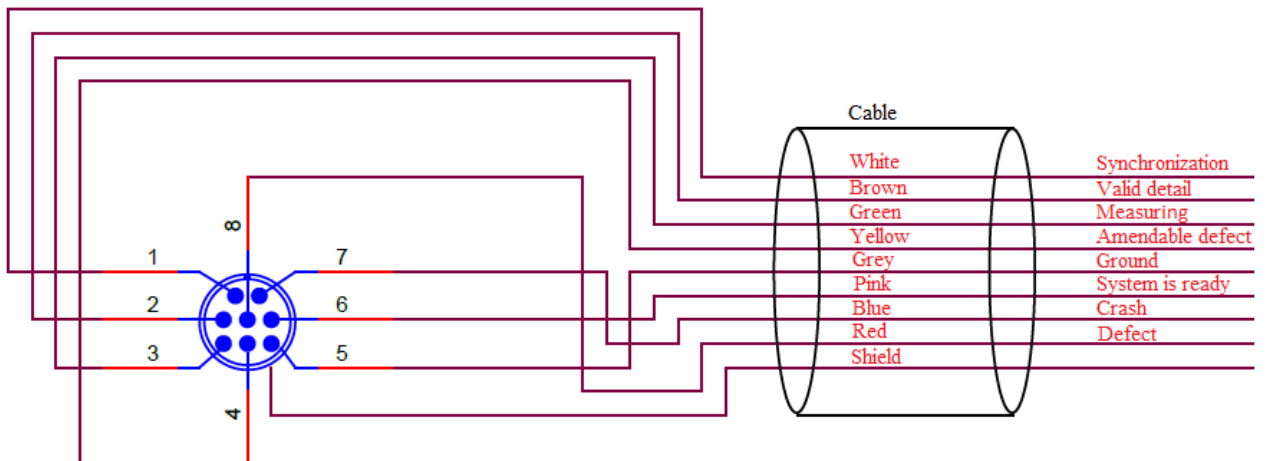 Cable
White Synchronization
Brown Valid detail
Green Measuring
Yellow Amendable defect
8
1 7 Grey Ground
Pink System is ready
2 6 Blue Crash
Red Defect
3 5 Shield
4